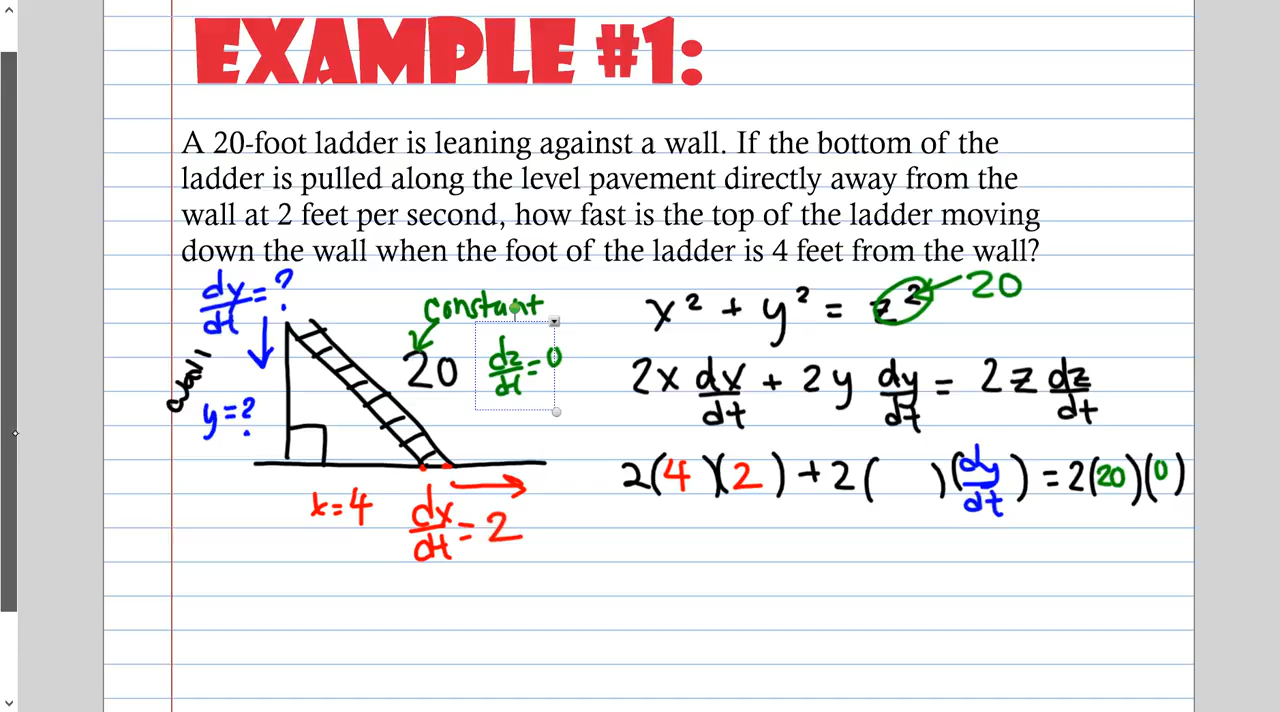 EXAMPLE #1:
A 20-foot ladder is leaning against a wall. If the bottom of the
ladder is pulled along the level pavement directly away from the
wall at 2 feet per second, how fast is the top of the ladder moving
down the wall when the foot of the ladder is 4 feet from the wall?
dy/dt = ?
constant
20
dz/dt = 0
wall
y = ?
x = 4
dx/dt = 2
x² + y² = z² 20
2x dx/dt + 2y dy/dt = 2z dz/dt
2(4)(2) + 2( )(dy/dt) = 2(20)(0)